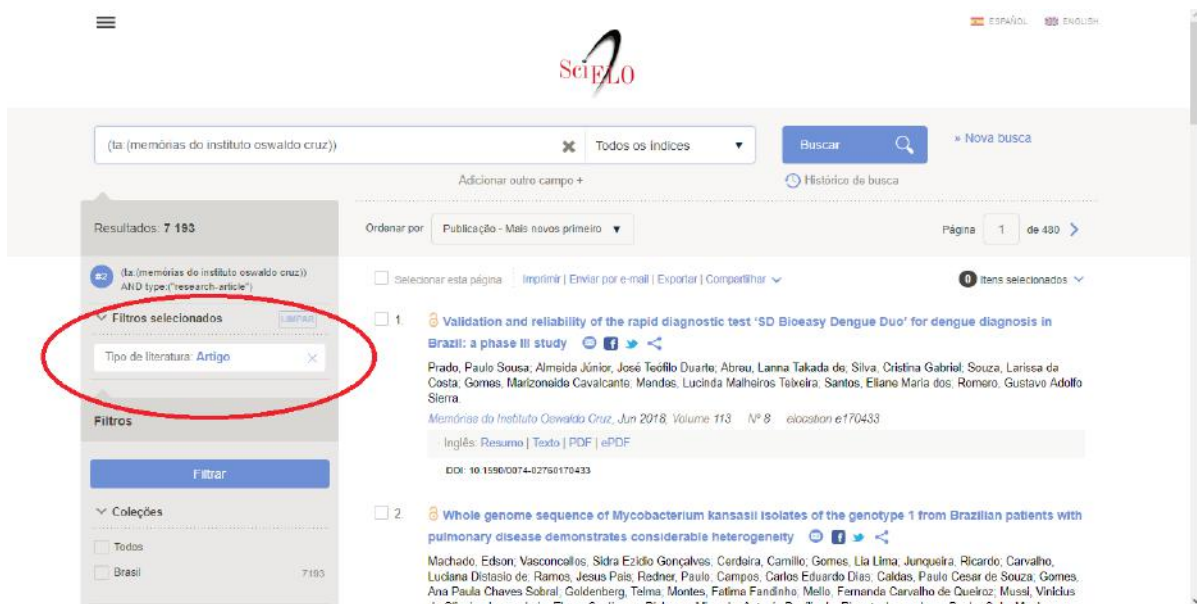 ESPAÑOL ENGLISH
SciELO
(ta:(memórias do instituto oswaldo cruz))
Todos os índices
Buscar
» Nova busca
Adicionar outro campo +
Histórico de busca
Resultados: 7 193
Ordenar por
Publicação - Mais novos primeiro
Página 1 de 480
#2
(ta:(memórias do instituto oswaldo cruz))
AND type:("research-article")
Selecionar esta página
Imprimir | Enviar por e-mail | Exportar | Compartilhar
0 Itens selecionados
Filtros selecionados
LIMPAR
Tipo de literatura: Artigo
Filtros
Filtrar
Coleções
Todos
Brasil 7193
1. Validation and reliability of the rapid diagnostic test ‘SD Bioeasy Dengue Duo’ for dengue diagnosis in
Brazil: a phase III study
Prado, Paulo Sousa; Almeida Júnior, José Teófilo Duarte; Abreu, Lanna Takada de; Silva, Cristina Gabriel; Souza, Larissa da
Costa; Gomes, Marizoneide Cavalcante; Mendes, Lucinda Malheiros Teixeira; Santos, Eliane Maria dos; Romero, Gustavo Adolfo
Sierra.
Memórias do Instituto Oswaldo Cruz, Jun 2018, Volume 113 Nº 8 elocation e170433
· Inglês: Resumo | Texto | PDF | ePDF
DOI: 10.1590/0074-02760170433
2. Whole genome sequence of Mycobacterium kansasii isolates of the genotype 1 from Brazilian patients with
pulmonary disease demonstrates considerable heterogeneity
Machado, Edson; Vasconcellos, Sidra Ezidio Gonçalves; Cerdeira, Camillo; Gomes, Lia Lima; Junqueira, Ricardo; Carvalho,
Luciana Distasio de; Ramos, Jesus Pais; Redner, Paulo; Campos, Carlos Eduardo Dias; Caldas, Paulo Cesar de Souza; Gomes,
Ana Paula Chaves Sobral; Goldenberg, Telma; Montes, Fatima Fandinho; Mello, Fernanda Carvalho de Queiroz; Mussi, Vinicius